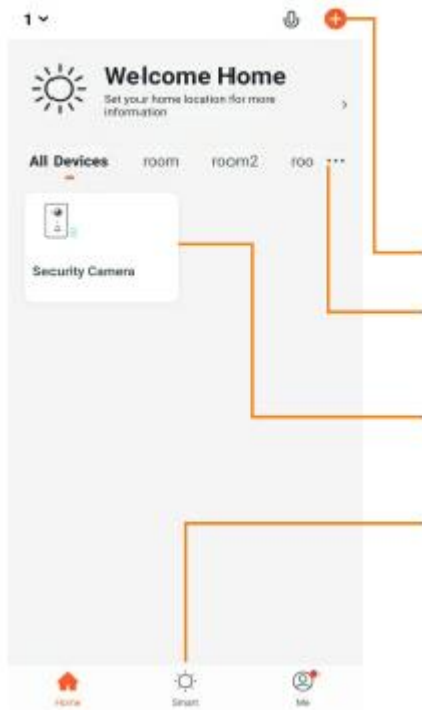 1
Welcome Home
Set your home location for more
information
All Devices room room2 roo ...
Security Camera
Home Smart Me